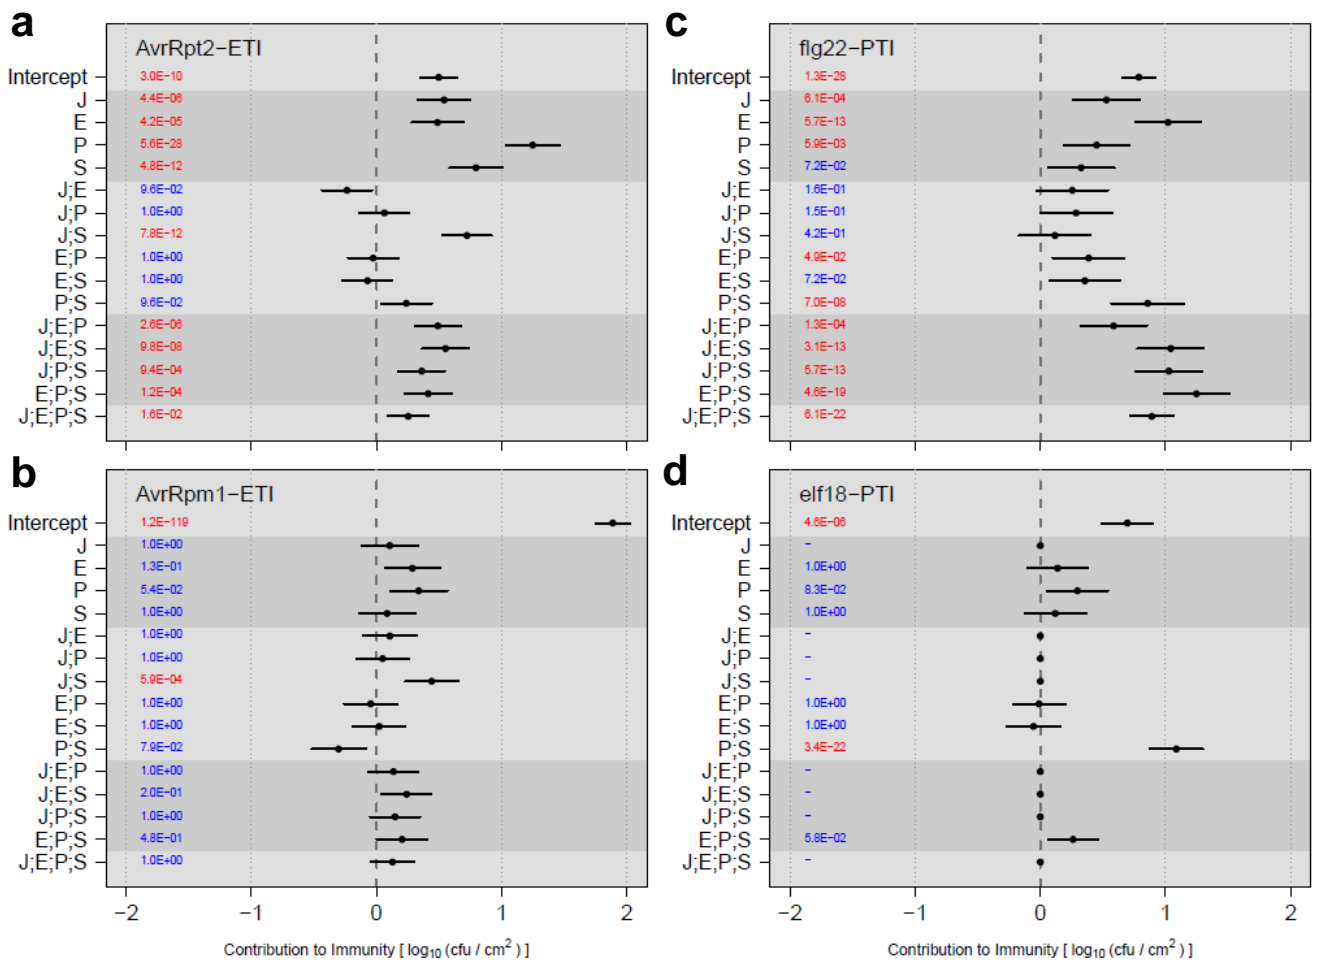 a
AvrRpt2−ETI
Intercept 3.0E-10
J 4.4E-06
E 4.2E-05
P 5.6E-28
S 4.8E-12
J;E 9.6E-02
J;P 1.0E+00
J;S 7.8E-12
E;P 1.0E+00
E;S 1.0E+00
P;S 9.6E-02
J;E;P 2.6E-06
J;E;S 9.8E-08
J;P;S 9.4E-04
E;P;S 1.2E-04
J;E;P;S 1.6E-02
b
AvrRpm1−ETI
Intercept 1.2E-119
J 1.0E+00
E 1.3E-01
P 5.4E-02
S 1.0E+00
J;E 1.0E+00
J;P 1.0E+00
J;S 5.9E-04
E;P 1.0E+00
E;S 1.0E+00
P;S 7.9E-02
J;E;P 1.0E+00
J;E;S 2.0E-01
J;P;S 1.0E+00
E;P;S 4.8E-01
J;E;P;S 1.0E+00
−2 −1 0 1 2
Contribution to Immunity [ log10 (cfu / cm2 ) ]
c
flg22−PTI
Intercept 1.3E-28
J 6.1E-04
E 5.7E-13
P 5.9E-03
S 7.2E-02
J;E 1.6E-01
J;P 1.5E-01
J;S 4.2E-01
E;P 4.9E-02
E;S 7.2E-02
P;S 7.0E-08
J;E;P 1.3E-04
J;E;S 3.1E-13
J;P;S 5.7E-13
E;P;S 4.6E-19
J;E;P;S 6.1E-22
d
elf18−PTI
Intercept 4.6E-06
J −
E 1.0E+00
P 8.3E-02
S 1.0E+00
J;E −
J;P −
J;S −
E;P 1.0E+00
E;S 1.0E+00
P;S 3.4E-22
J;E;P −
J;E;S −
J;P;S −
E;P;S 5.8E-02
J;E;P;S −
−2 −1 0 1 2
Contribution to Immunity [ log10 (cfu / cm2 ) ]